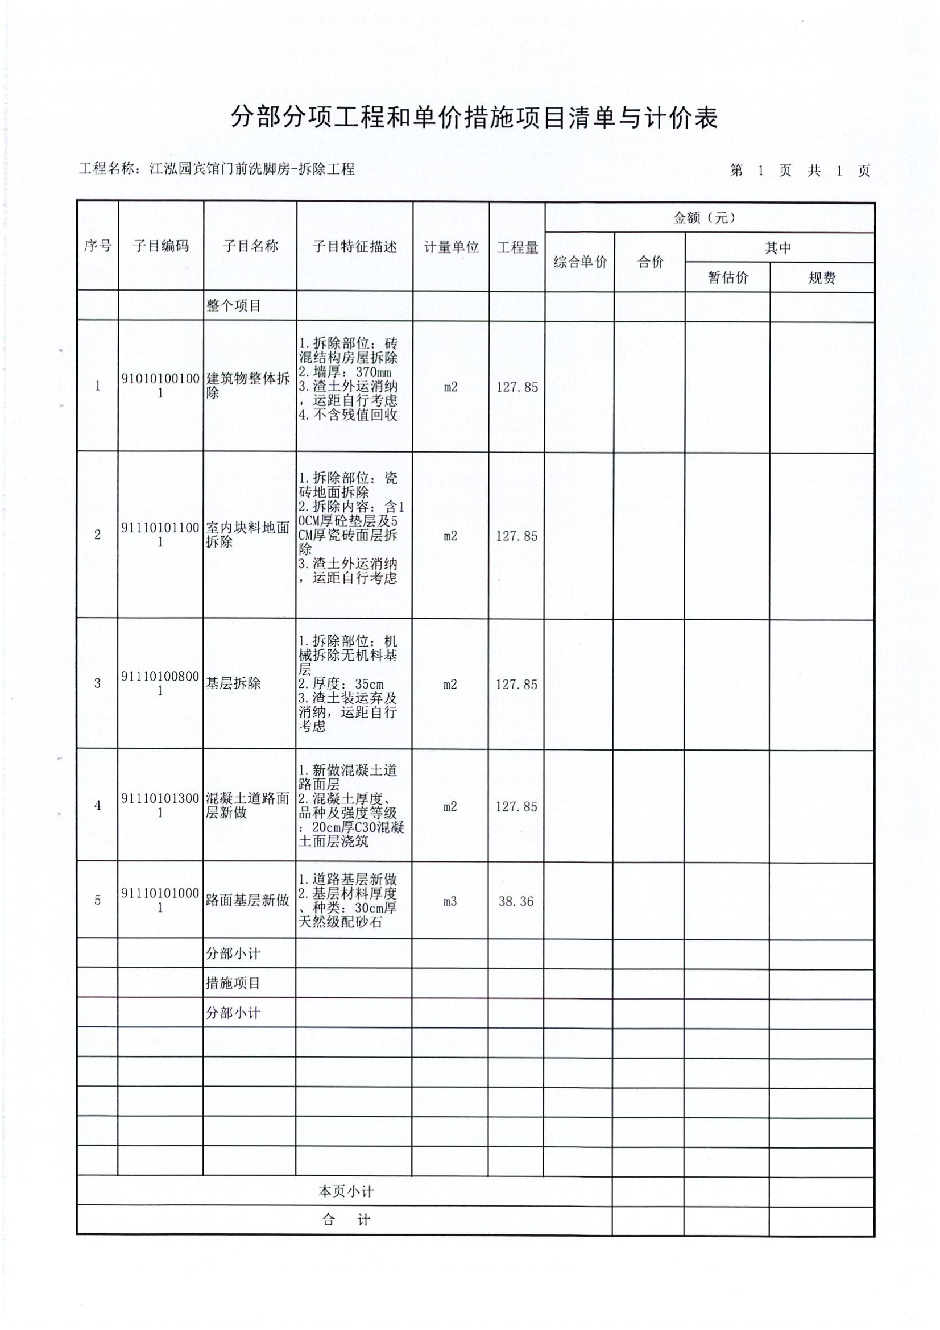 分部分项工程和单价措施项目清单与计价表
工程名称：江泓园宾馆门前洗脚房-拆除工程
第 1 页 共 1 页
序号
子目编码
子目名称
子目特征描述
计量单位
工程量
金额（元）
综合单价
合价
其中
暂估价
规费
整个项目
1
91010100100
1
建筑物整体拆
除
1.拆除部位：砖
混结构房屋拆除
2.墙厚：370mm
3.渣土外运消纳
，运距自行考虑
4.不含残值回收
m2
127.85
2
91110101100
1
室内块料地面
拆除
1.拆除部位：瓷
砖地面拆除
2.拆除内容：含1
0CM厚砼垫层及5
CM厚瓷砖面层拆
除
3.渣土外运消纳
，运距自行考虑
m2
127.85
3
91110100800
1
基层拆除
1.拆除部位：机
械拆除无机料基
层
2.厚度：35cm
3.渣土装运弃及
消纳，运距自行
考虑
m2
127.85
4
91110101300
1
混凝土道路面
层新做
1.新做混凝土道
路面层
2.混凝土厚度、
品种及强度等级
：20cm厚C30混凝
土面层浇筑
m2
127.85
5
91110101000
1
路面基层新做
1.道路基层新做
2.基层材料厚度
、种类：30cm厚
天然级配砂石
m3
38.36
分部小计
措施项目
分部小计
本页小计
合 计